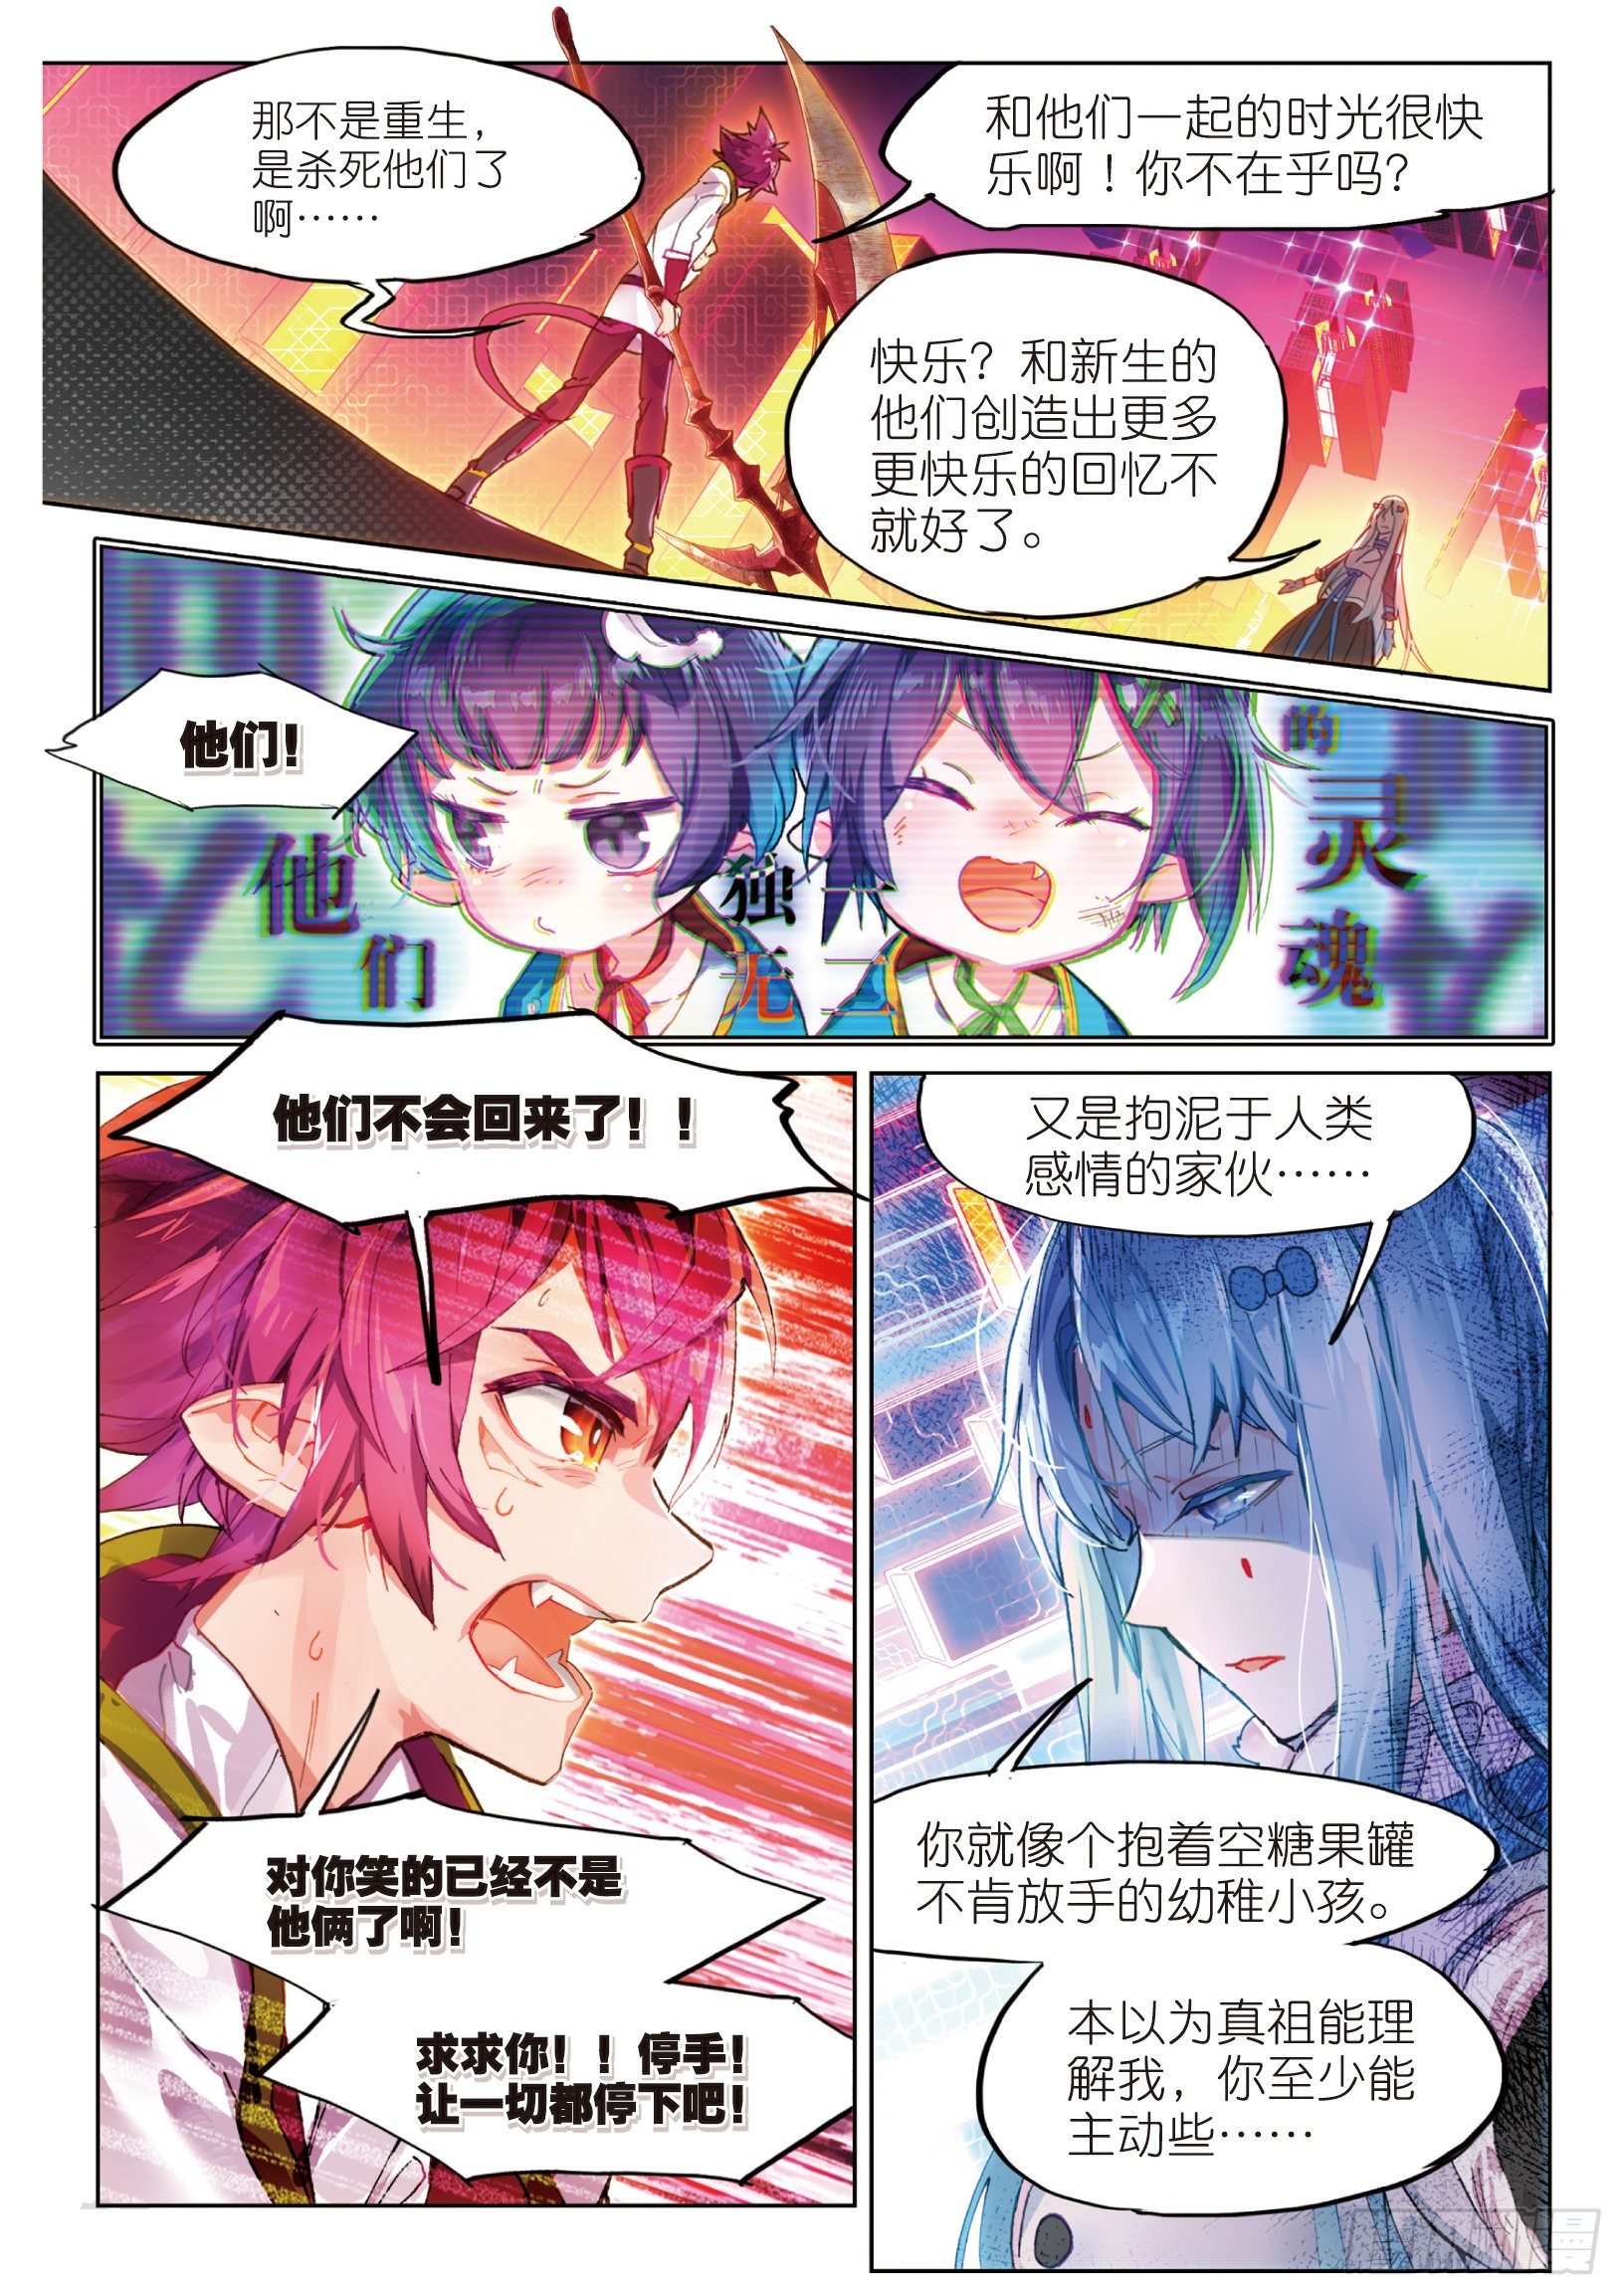 那不是重生，
是杀死他们了
啊……
和他们一起的时光很快
乐啊！你不在乎吗？
快乐？和新生的
他们创造出更多
更快乐的回忆不
就好了。
他们！
他们
独一
无二
的灵魂
他们不会回来了！！
又是拘泥于人类
感情的家伙……
对你笑的已经不是
他俩了啊！
求求你！！停手！
让一切都停下吧！
你就像个抱着空糖果罐
不肯放手的幼稚小孩。
本以为真祖能理
解我，你至少能
主动些……